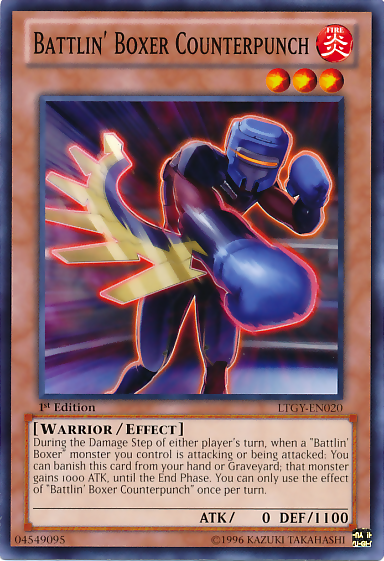 BATTLIN' BOXER COUNTERPUNCH
FIRE
炎
1st Edition
LTGY-EN020
[WARRIOR / EFFECT]
During the Damage Step of either player's turn, when a "Battlin'
Boxer" monster you control is attacking or being attacked: You
can banish this card from your hand or Graveyard; that monster
gains 1000 ATK, until the End Phase. You can only use the effect
of "Battlin' Boxer Counterpunch" once per turn.
ATK/ 0 DEF/1100
04549095
©1996 KAZUKI TAKAHASHI